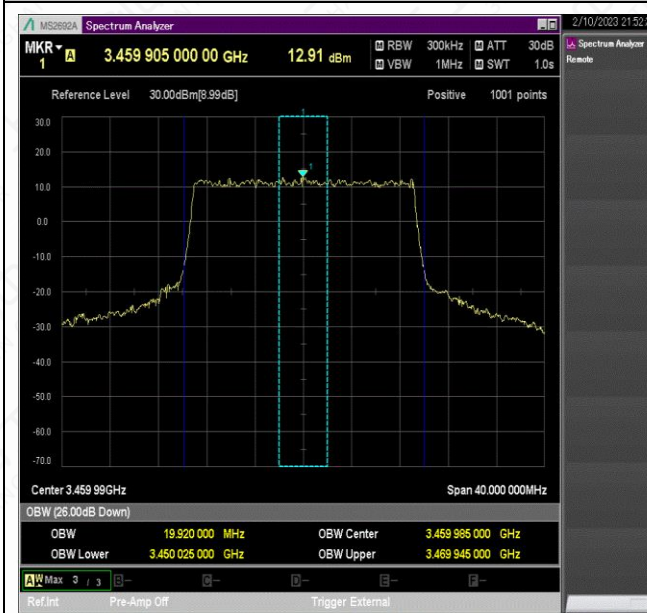 MS2692A Spectrum Analyzer
2/10/2023 21:52:
MKR 1 A 3.459 905 000 00 GHz 12.91 dBm
M RBW 300kHz M ATT 30dB
M VBW 1MHz M SWT 1.0s
Spectrum Analyzer
Remote
Reference Level 30.00dBm[8.99dB] Positive 1001 points
1
30.0
20.0
1
10.0
0.0
-10.0
-20.0
-30.0
-40.0
-50.0
-60.0
-70.0
Center 3.459 99GHz Span 40.000 000MHz
OBW (26.00dB Down)
OBW 19.920 000 MHz OBW Center 3.459 985 000 GHz
OBW Lower 3.450 025 000 GHz OBW Upper 3.469 945 000 GHz
A W Max 3 / 3 B- C- D- E- F-
Ref.Int Pre-Amp Off Trigger External